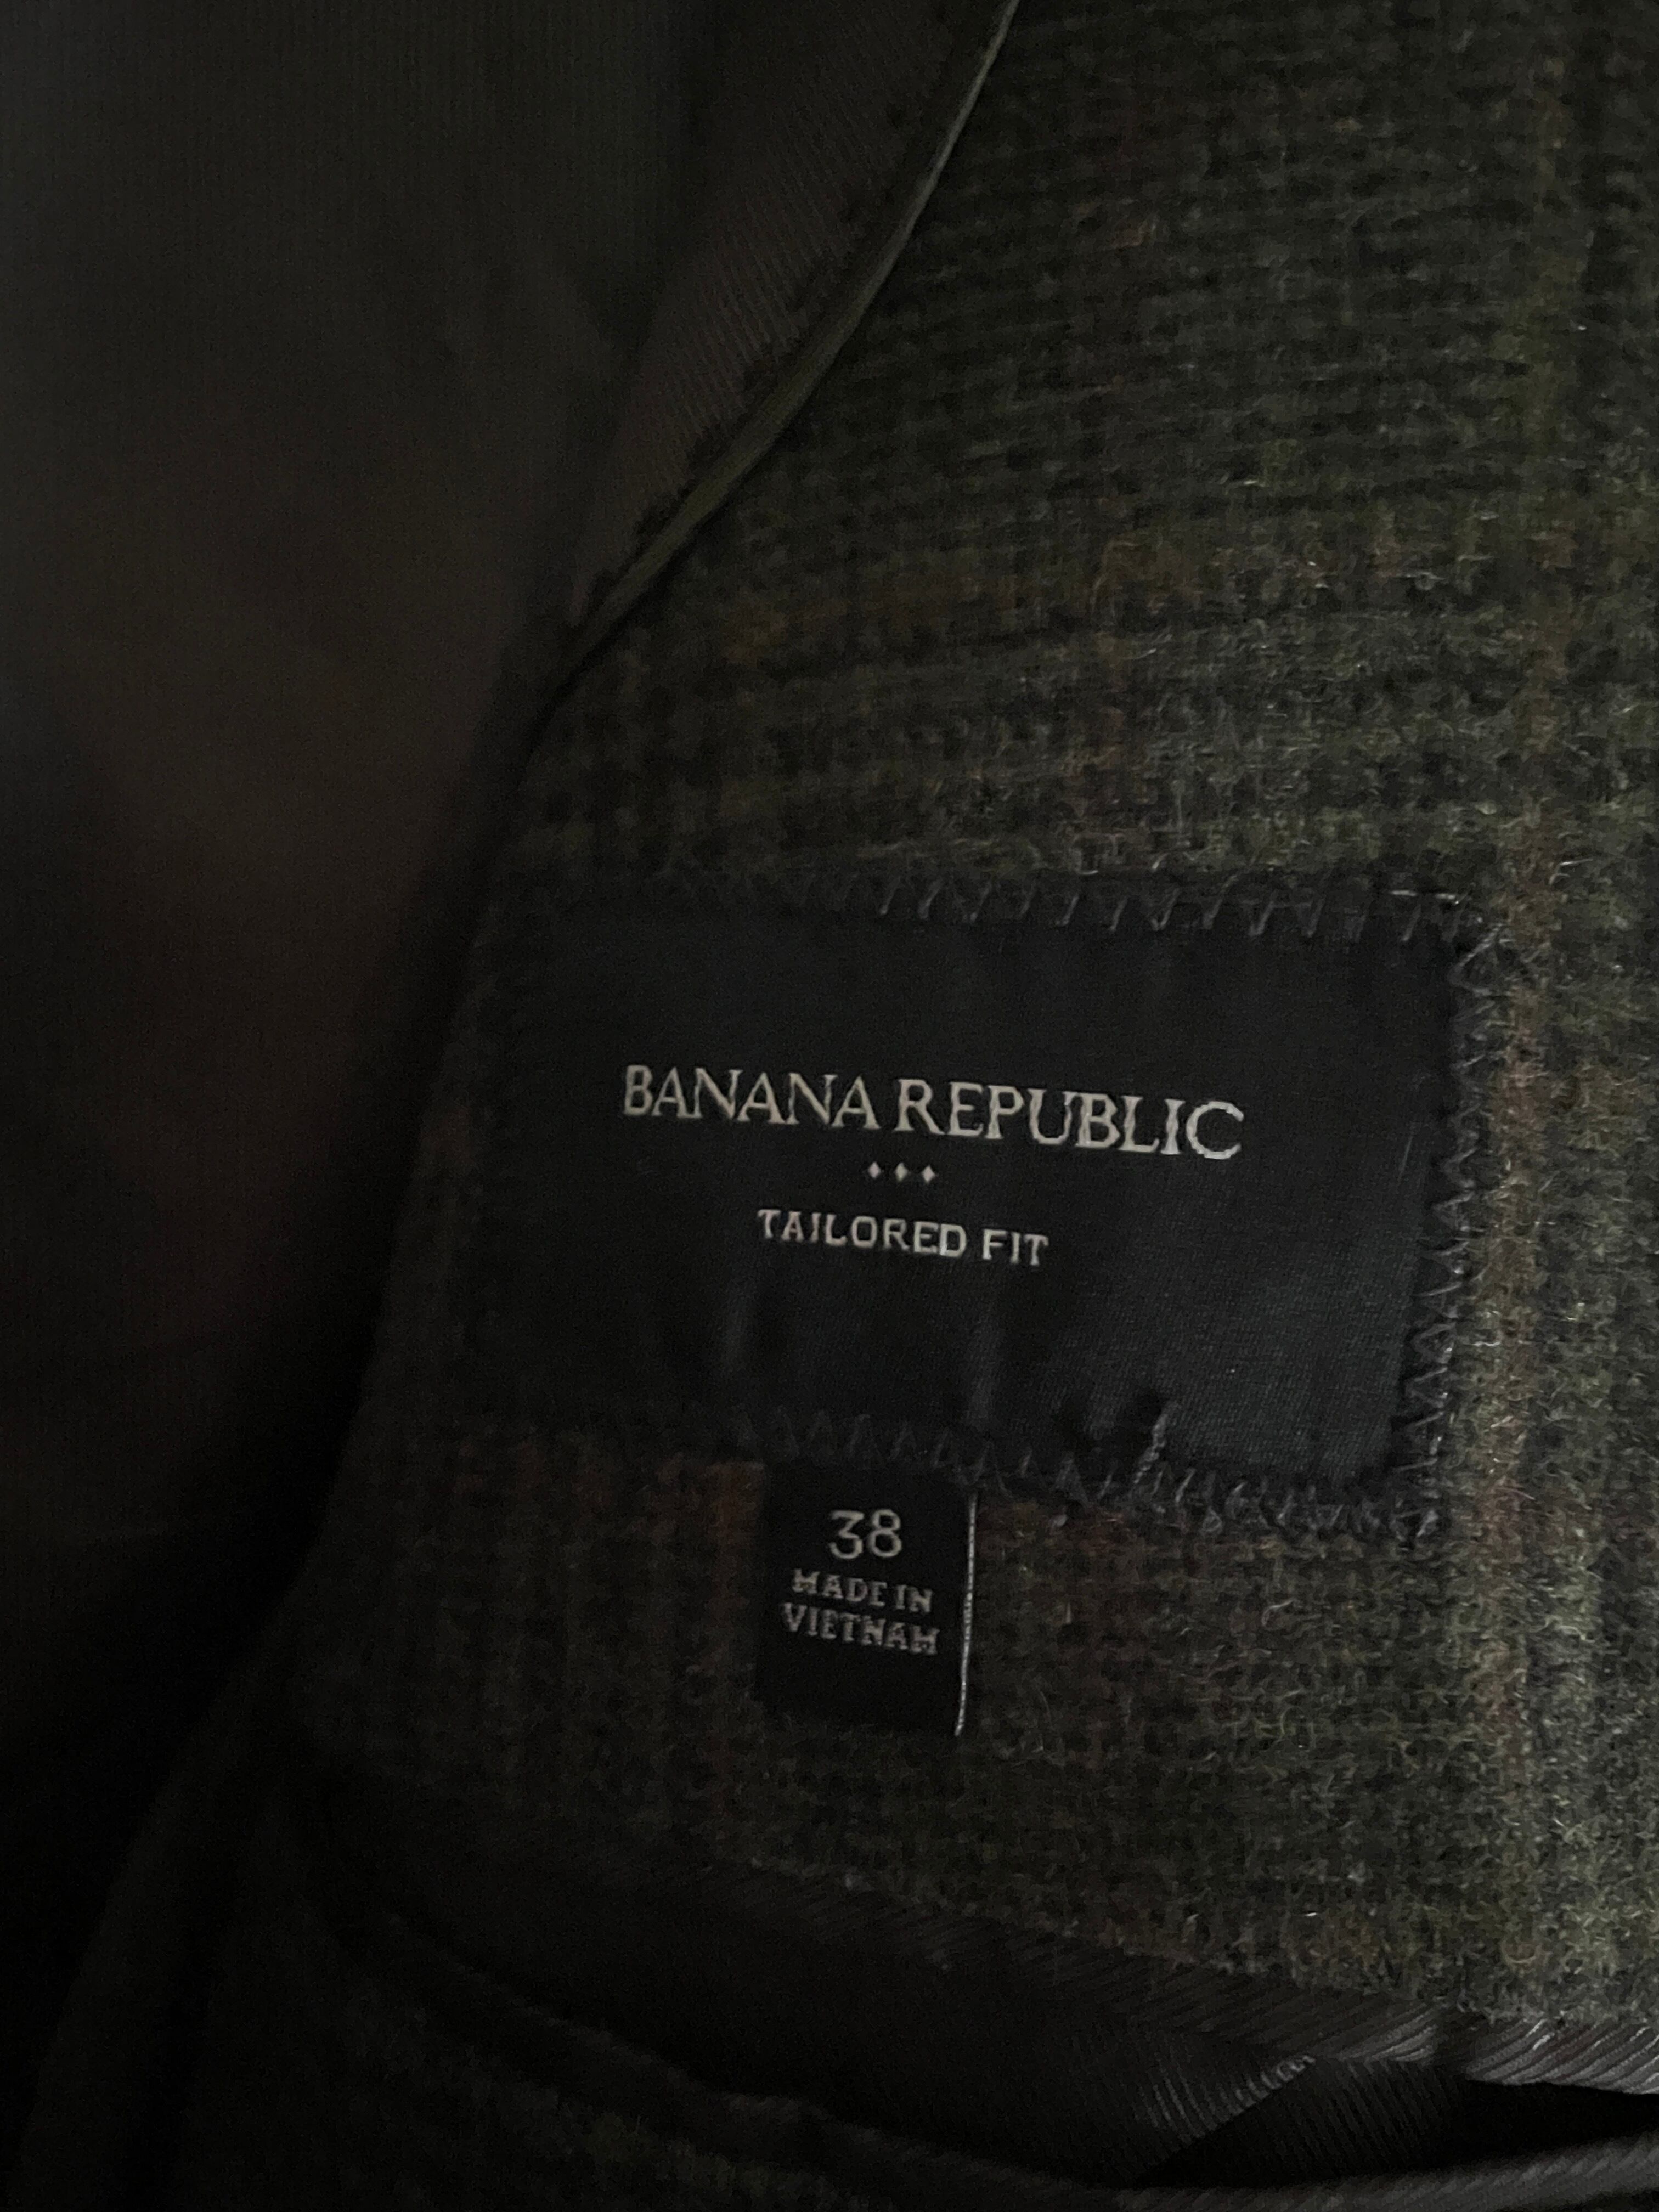 BANANA REPUBLIC
TAILORED FIT
38
MADE IN
VIETNAM